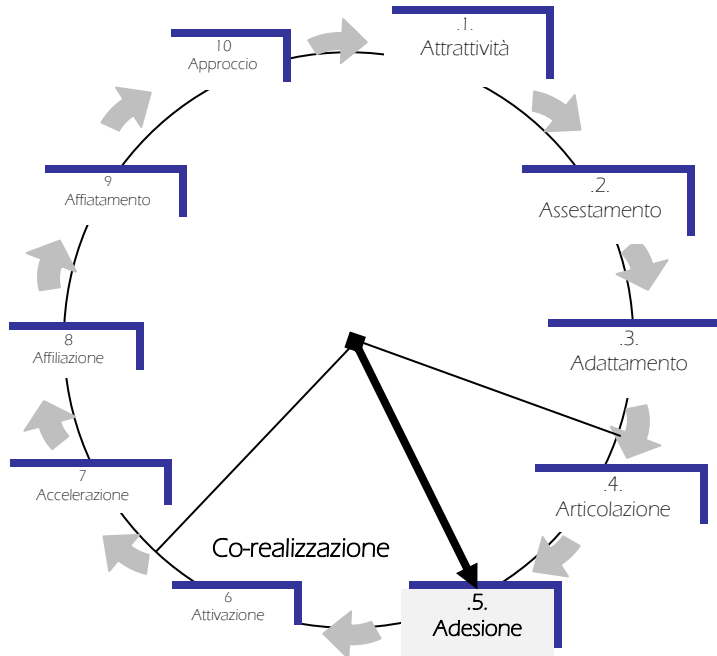 .1.
Attrattività
.2.
Assestamento
.3.
Adattamento
.4.
Articolazione
.5.
Adesione
6
Attivazione
7
Accelerazione
8
Affiliazione
9
Affiatamento
10
Approccio
Co-realizzazione